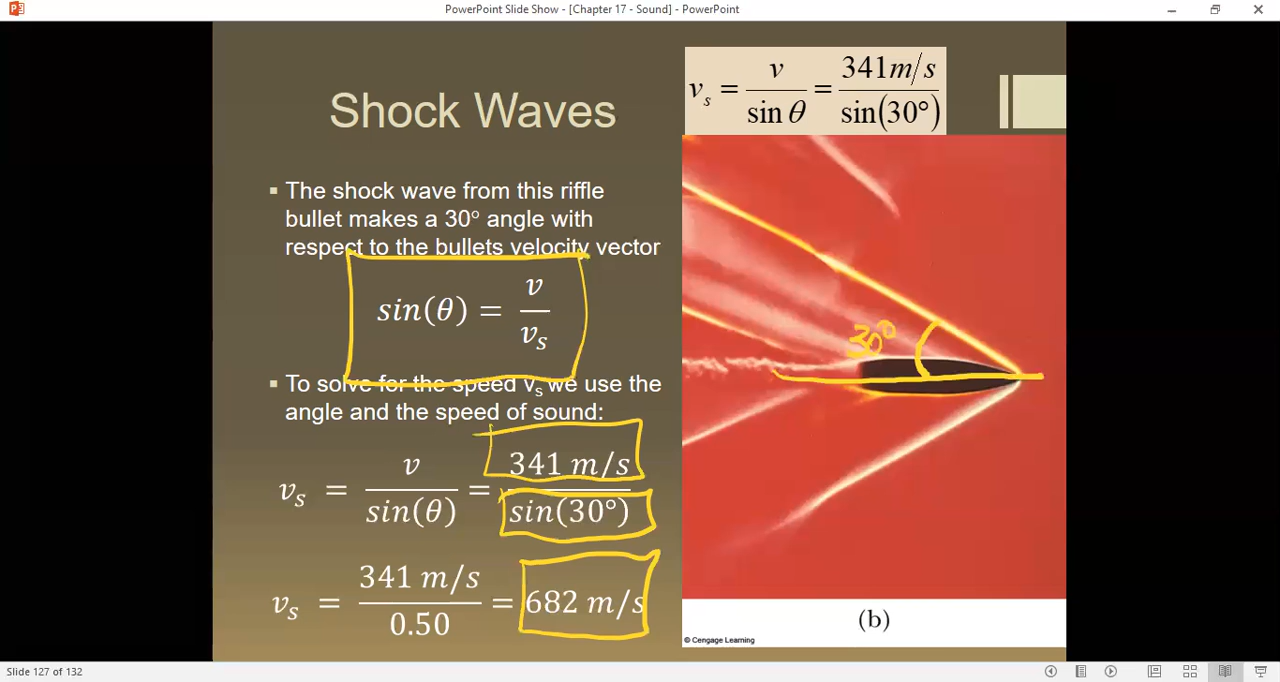 PowerPoint Slide Show - [Chapter 17 - Sound] - PowerPoint
Shock Waves
v_s = v / sin θ = 341m/s / sin(30°)
▪ The shock wave from this riffle
bullet makes a 30° angle with
respect to the bullets velocity vector
sin(θ) = v / v_s
▪ To solve for the speed v_s we use the
angle and the speed of sound:
v_s = v / sin(θ) = 341 m/s / sin(30°)
v_s = 341 m/s / 0.50 = 682 m/s
30°
(b)
© Cengage Learning
Slide 127 of 132